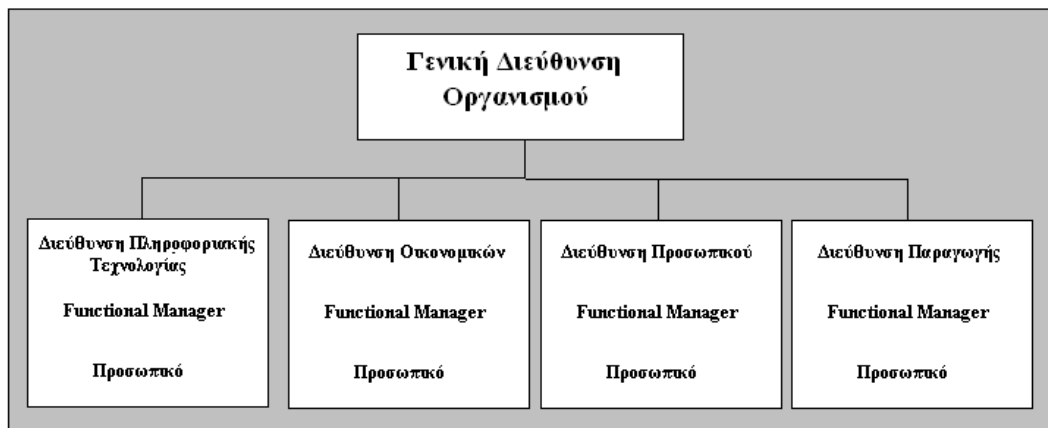 Γενική Διεύθυνση
Οργανισμού
Διεύθυνση Πληροφοριακής
Τεχνολογίας
Functional Manager
Προσωπικό
Διεύθυνση Οικονομικών
Functional Manager
Προσωπικό
Διεύθυνση Προσωπικού
Functional Manager
Προσωπικό
Διεύθυνση Παραγωγής
Functional Manager
Προσωπικό